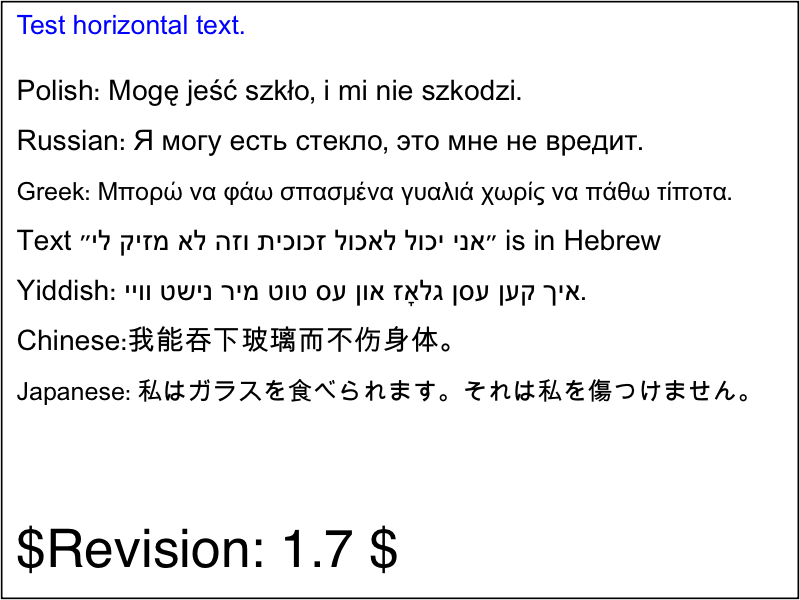 Test horizontal text.
Polish: Mogę jeść szkło, i mi nie szkodzi.
Russian: Я могу есть стекло, это мне не вредит.
Greek: Μπορώ να φάω σπασμένα γυαλιά χωρίς να πάθω τίποτα.
Text ״אני יכול לאכול זכוכית וזה לא מזיק לי״ is in Hebrew
Yiddish: איך קען עסן גלאָז און עס טוט מיר נישט וויי.
Chinese:我能吞下玻璃而不伤身体。
Japanese: 私はガラスを食べられます。それは私を傷つけません。
$Revision: 1.7 $